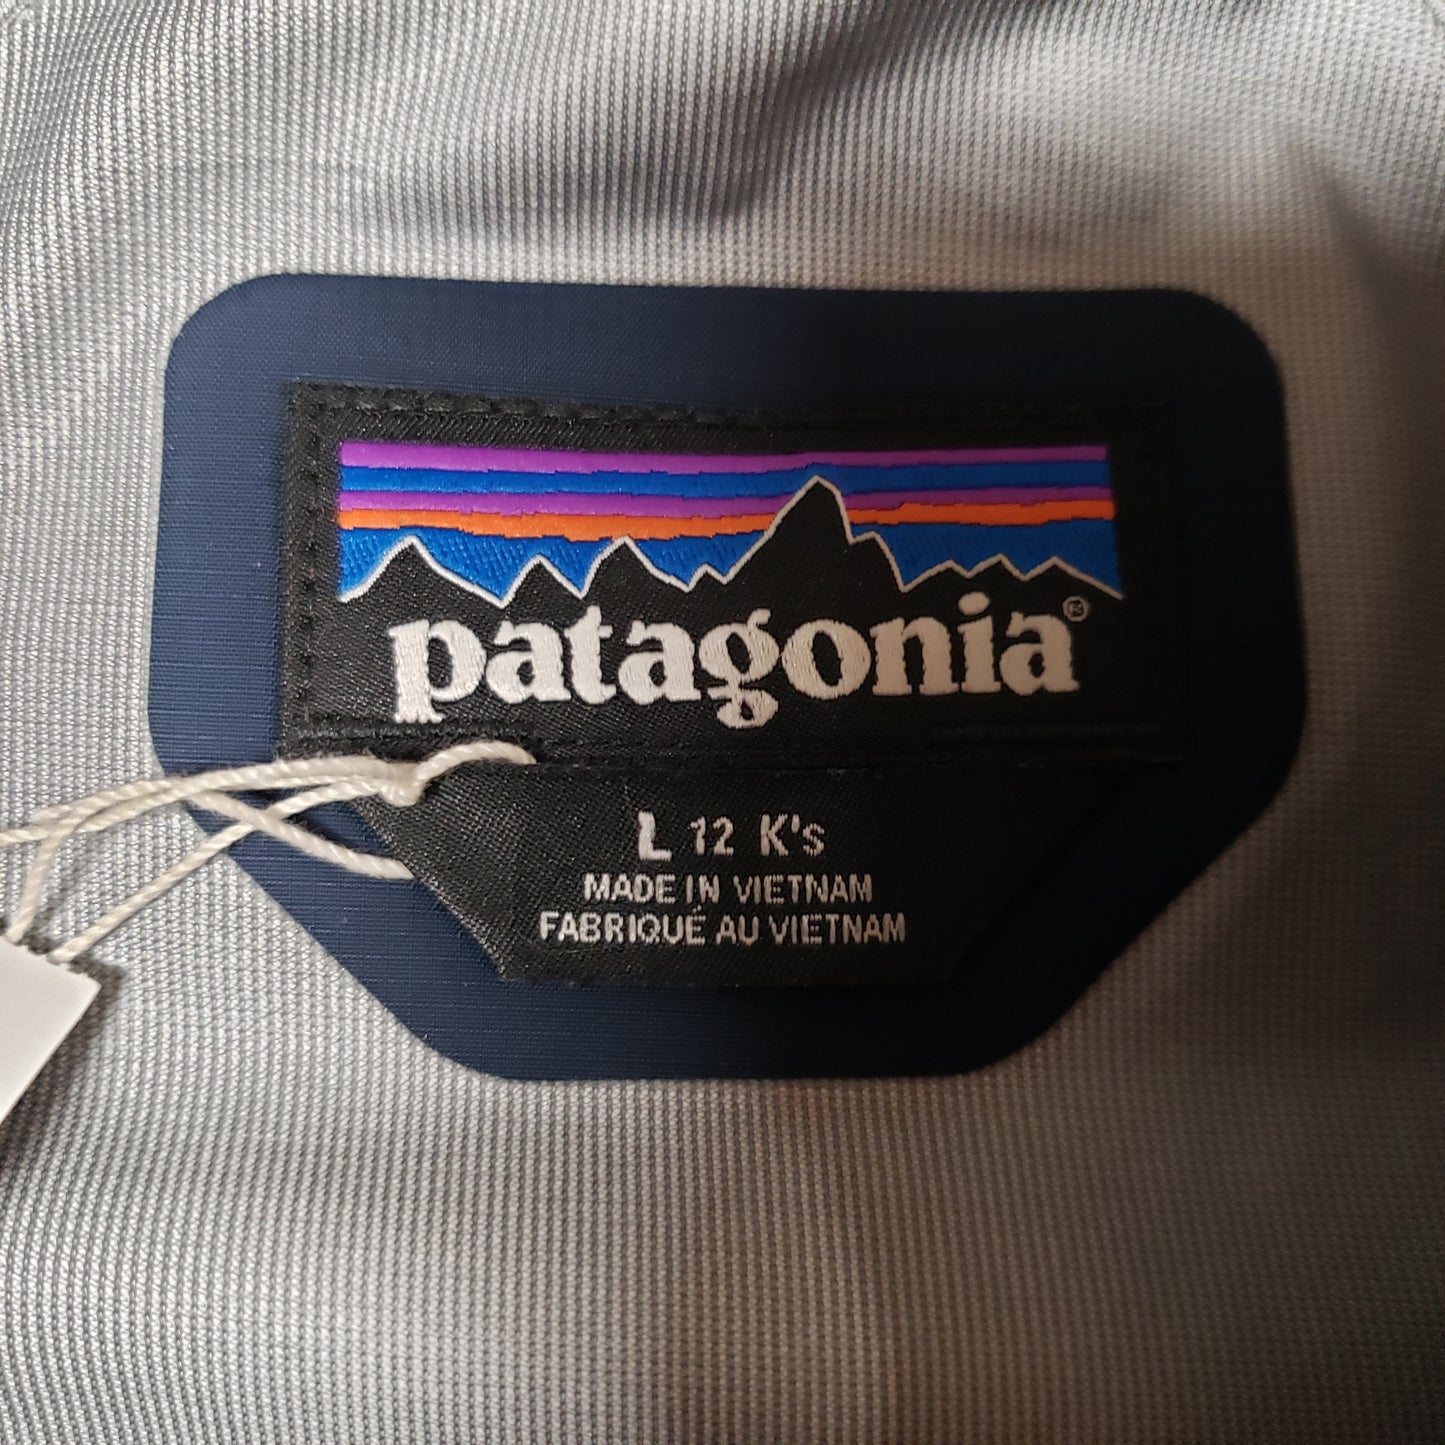 patagonia®
L 12 K's
MADE IN VIETNAM
FABRIQUÉ AU VIETNAM